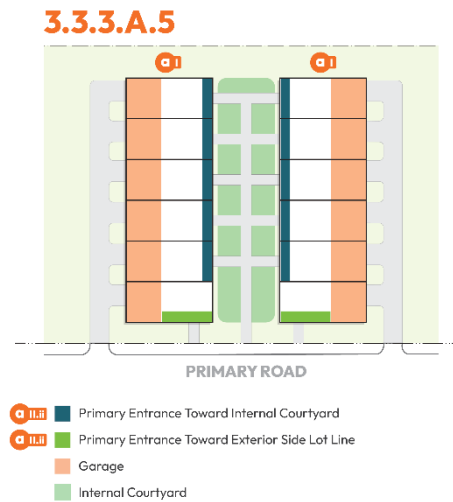 3.3.3.A.5
a I
a I
PRIMARY ROAD
a II.ii Primary Entrance Toward Internal Courtyard
a II.ii Primary Entrance Toward Exterior Side Lot Line
Garage
Internal Courtyard